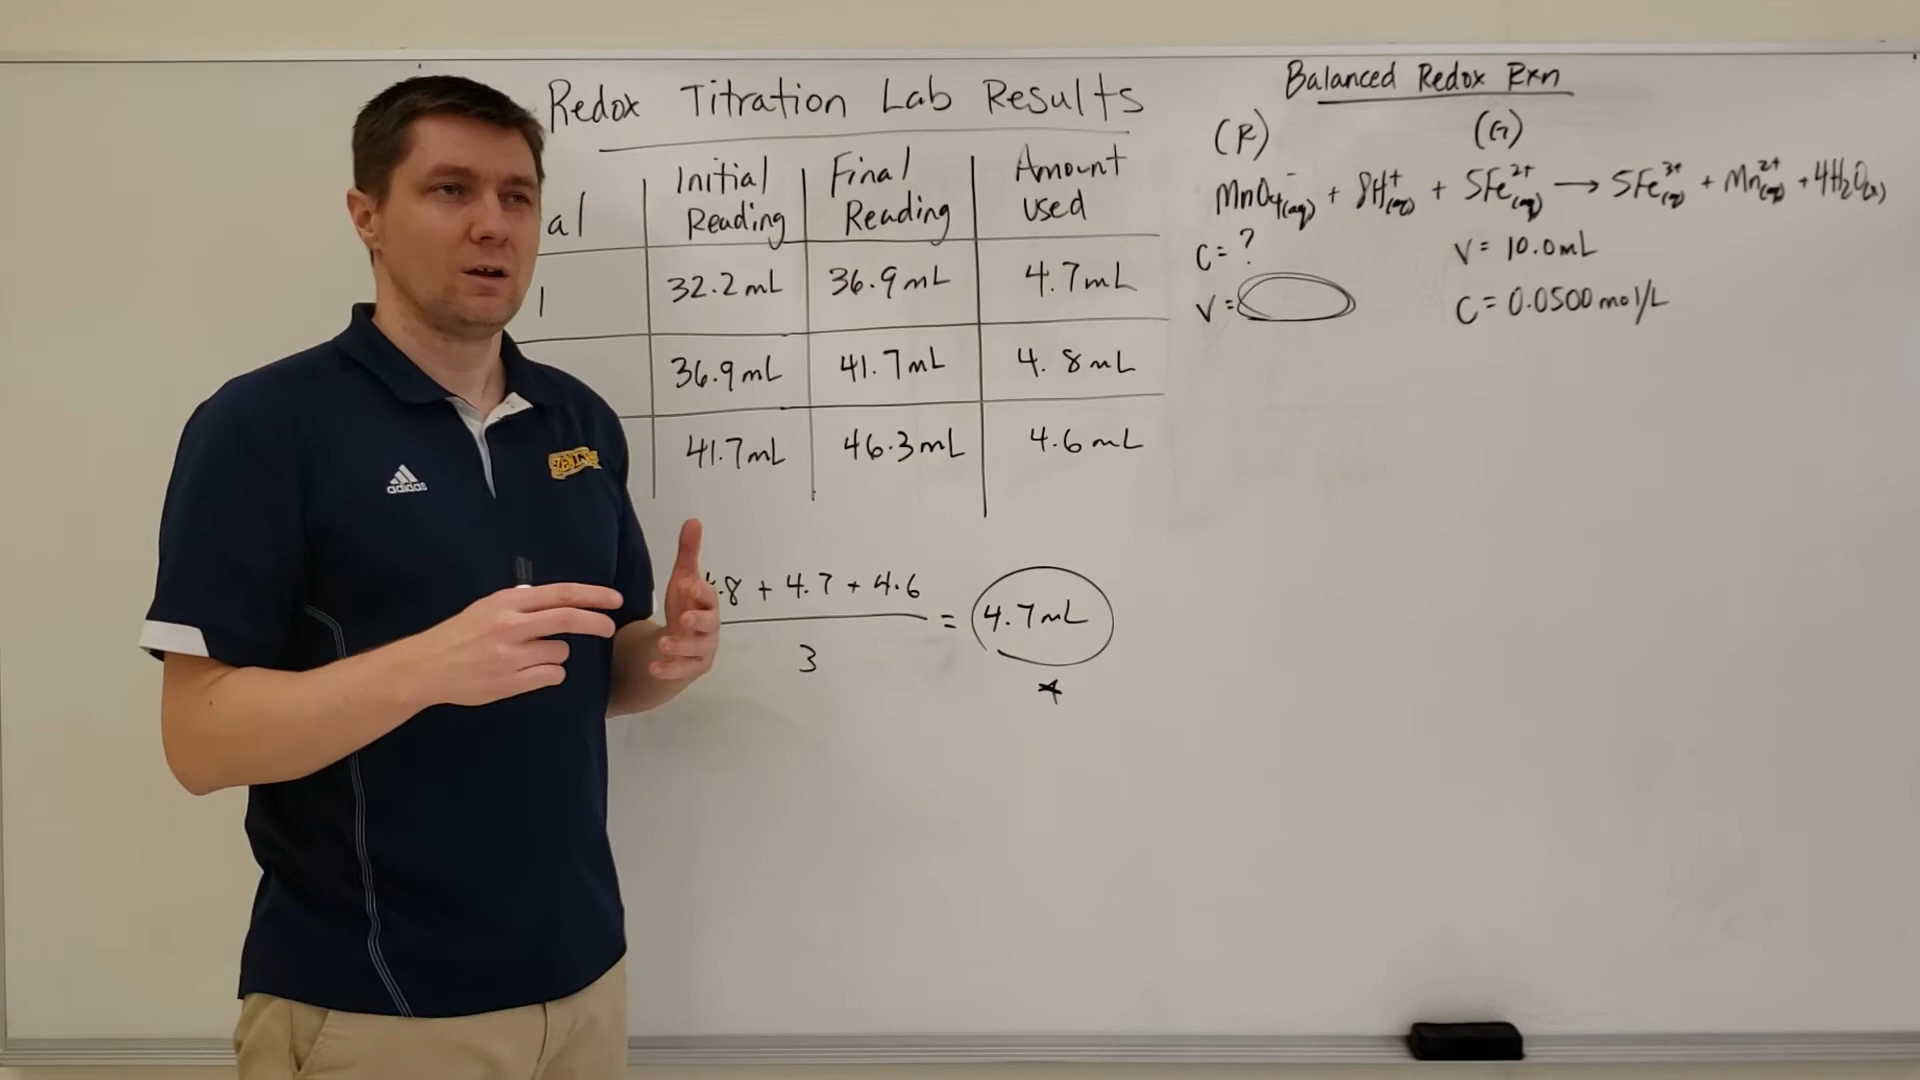 Redox Titration Lab Results
al
Initial Reading
Final Reading
Amount used
1
32.2 mL
36.9 mL
4.7 mL
36.9 mL
41.7 mL
4.8 mL
41.7 mL
46.3 mL
4.6 mL
.8 + 4.7 + 4.6
3
= 4.7 mL
*
Balanced Redox Rxn
(R) (G)
MnO₄⁻(aq) + 8H⁺(aq) + 5Fe²⁺(aq) → 5Fe³⁺(aq) + Mn²⁺(aq) + 4H₂O(l)
C = ?
V = 10.0 mL
V =
C = 0.0500 mol/L
adidas